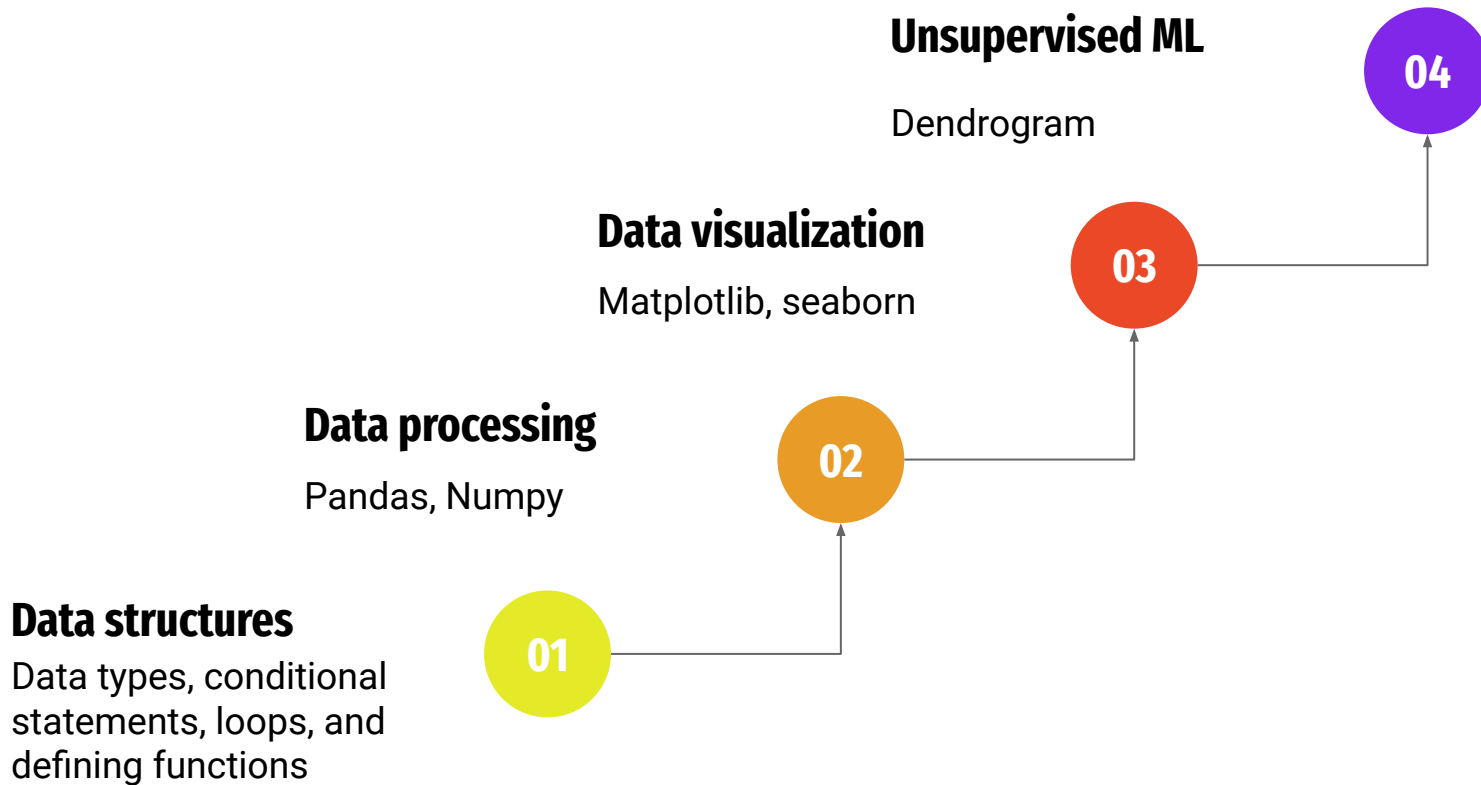 Unsupervised ML
04
Dendrogram
Data visualization
03
Matplotlib, seaborn
Data processing
02
Pandas, Numpy
Data structures
01
Data types, conditional
statements, loops, and
defining functions